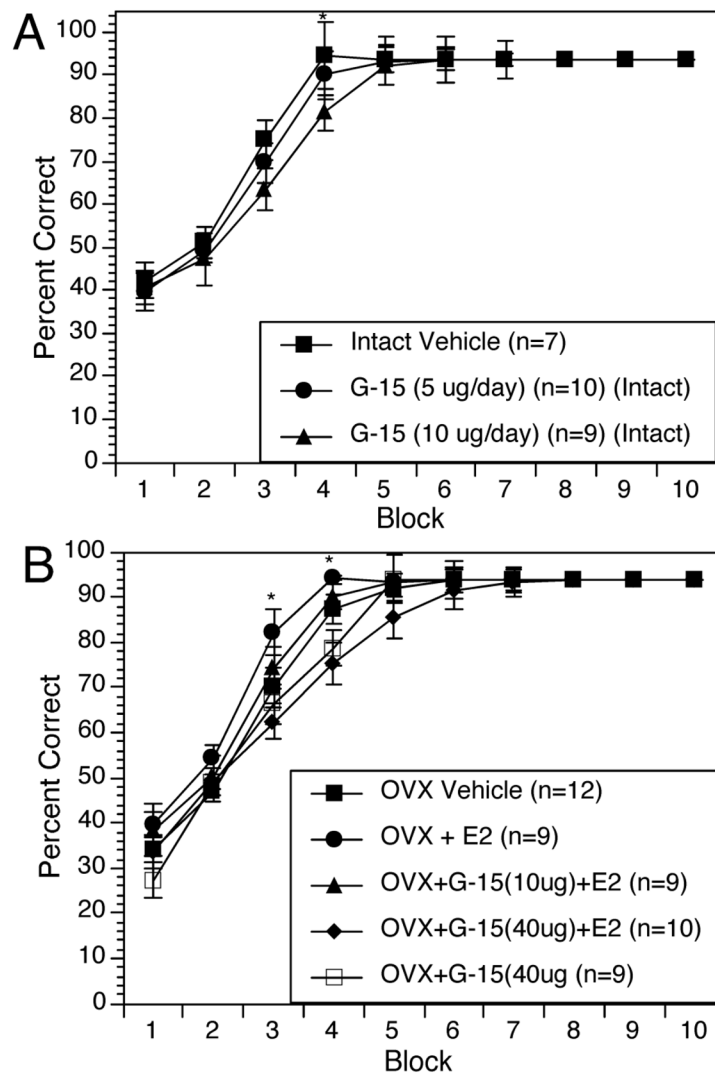 A
Percent Correct
100
90
80
70
60
50
40
30
20
10
0
*
Intact Vehicle (n=7)
G-15 (5 ug/day) (n=10) (Intact)
G-15 (10 ug/day) (n=9) (Intact)
1 2 3 4 5 6 7 8 9 10
Block
B
Percent Correct
100
90
80
70
60
50
40
30
20
10
0
* *
OVX Vehicle (n=12)
OVX + E2 (n=9)
OVX+G-15(10ug)+E2 (n=9)
OVX+G-15(40ug)+E2 (n=10)
OVX+G-15(40ug (n=9)
1 2 3 4 5 6 7 8 9 10
Block